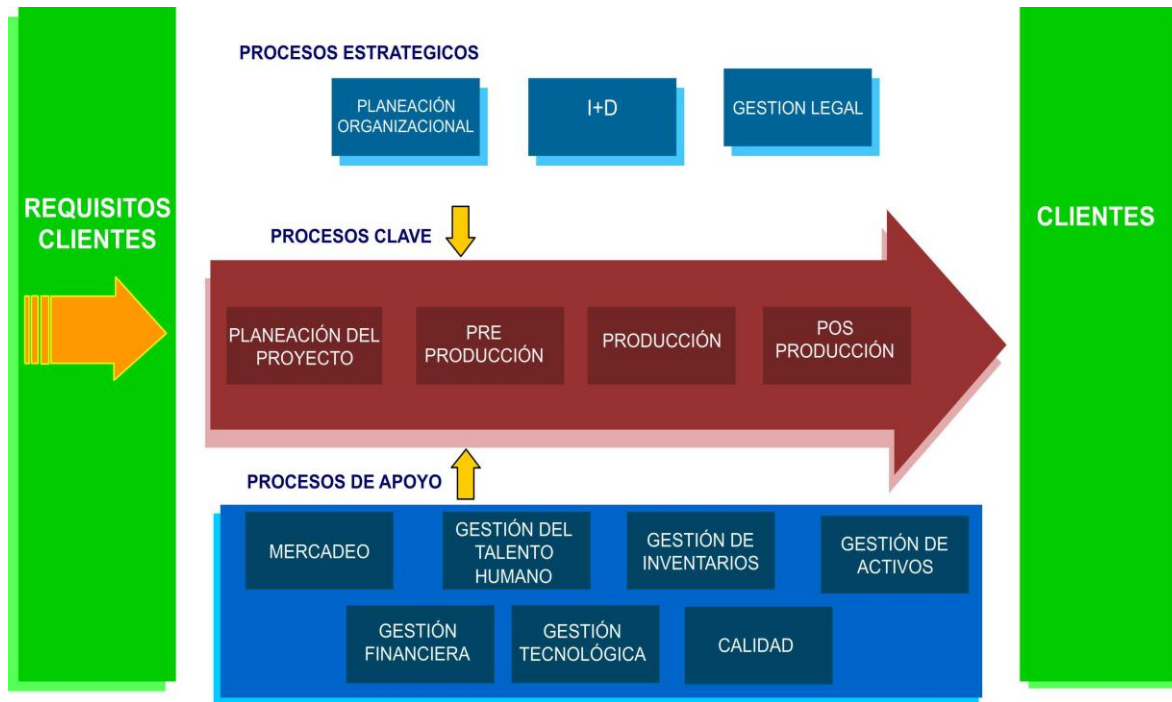 PROCESOS ESTRATEGICOS
PLANEACIÓN
ORGANIZACIONAL
I+D
GESTION LEGAL
REQUISITOS
CLIENTES
CLIENTES
PROCESOS CLAVE
PLANEACIÓN DEL
PROYECTO
PRE
PRODUCCIÓN
PRODUCCIÓN
POS
PRODUCCIÓN
PROCESOS DE APOYO
MERCADEO
GESTIÓN DEL
TALENTO
HUMANO
GESTIÓN DE
INVENTARIOS
GESTIÓN DE
ACTIVOS
GESTIÓN
FINANCIERA
GESTIÓN
TECNOLÓGICA
CALIDAD